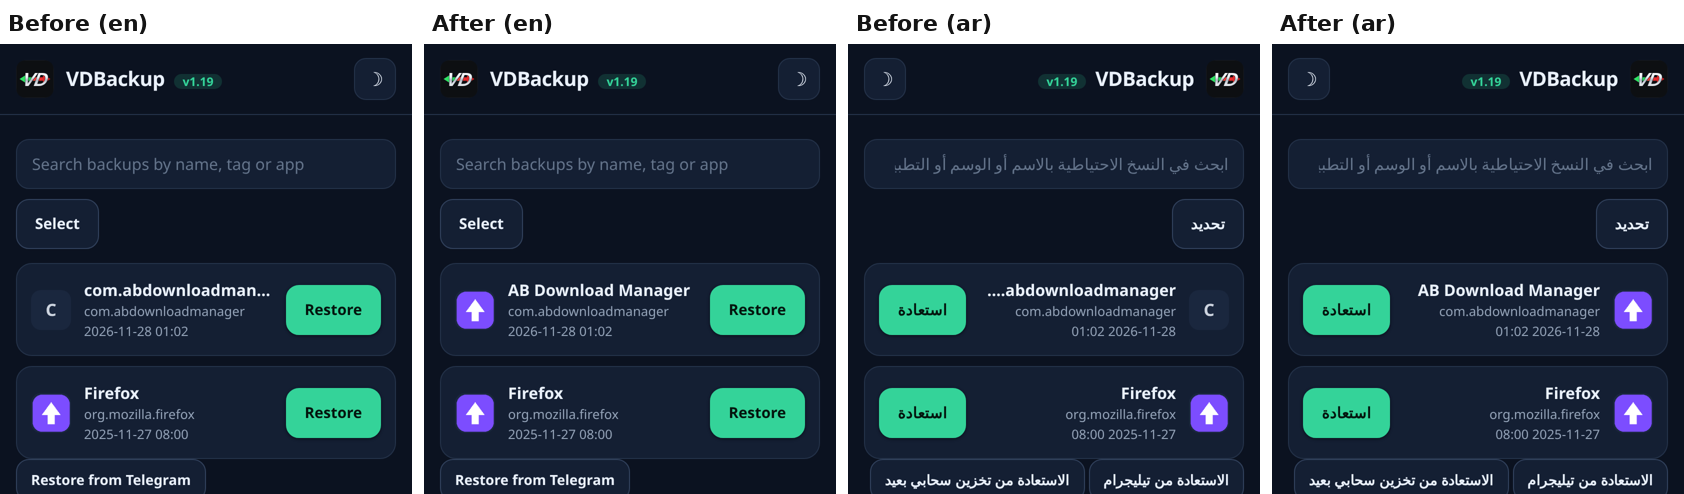 Before (en)
VD VDBackup v1.19
Search backups by name, tag or app
Select
C
com.abdownloadman...
com.abdownloadmanager
2026-11-28 01:02
Restore
Firefox
org.mozilla.firefox
2025-11-27 08:00
Restore
Restore from Telegram
After (en)
VD VDBackup v1.19
Search backups by name, tag or app
Select
AB Download Manager
com.abdownloadmanager
2026-11-28 01:02
Restore
Firefox
org.mozilla.firefox
2025-11-27 08:00
Restore
Restore from Telegram
Before (ar)
VD VDBackup v1.19
ابحث في النسخ الاحتياطية بالاسم أو الوسم أو
تحديد
C
....abdownloadmanager
com.abdownloadmanager
01:02 2026-11-28
استعادة
Firefox
org.mozilla.firefox
08:00 2025-11-27
استعادة
الاستعادة من تيليجرام
الاستعادة من تخزين سحابي بعيد
After (ar)
VD VDBackup v1.19
ابحث في النسخ الاحتياطية بالاسم أو الوسم أو
تحديد
AB Download Manager
com.abdownloadmanager
01:02 2026-11-28
استعادة
Firefox
org.mozilla.firefox
08:00 2025-11-27
استعادة
الاستعادة من تيليجرام
الاستعادة من تخزين سحابي بعيد